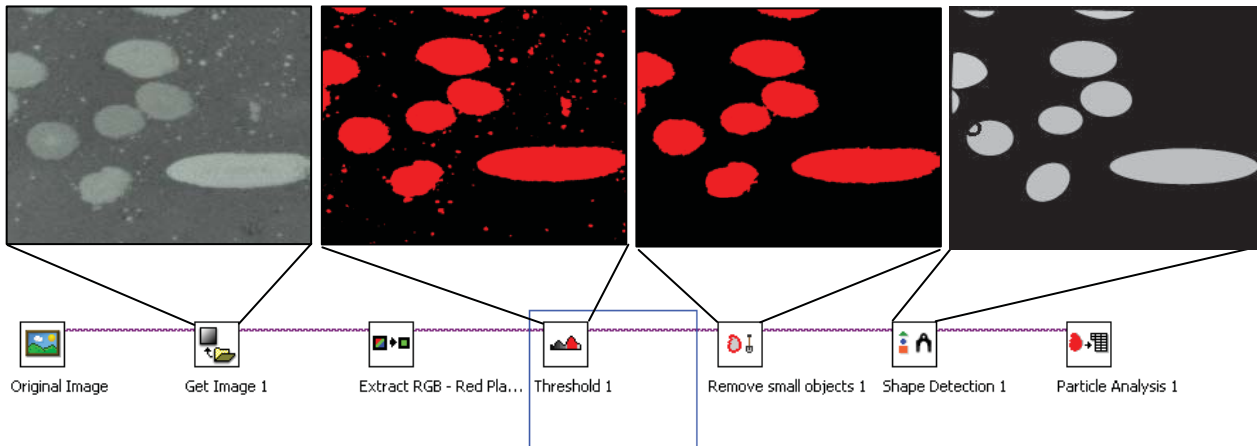 Original Image
Get Image 1
Extract RGB - Red Pla...
Threshold 1
Remove small objects 1
Shape Detection 1
Particle Analysis 1